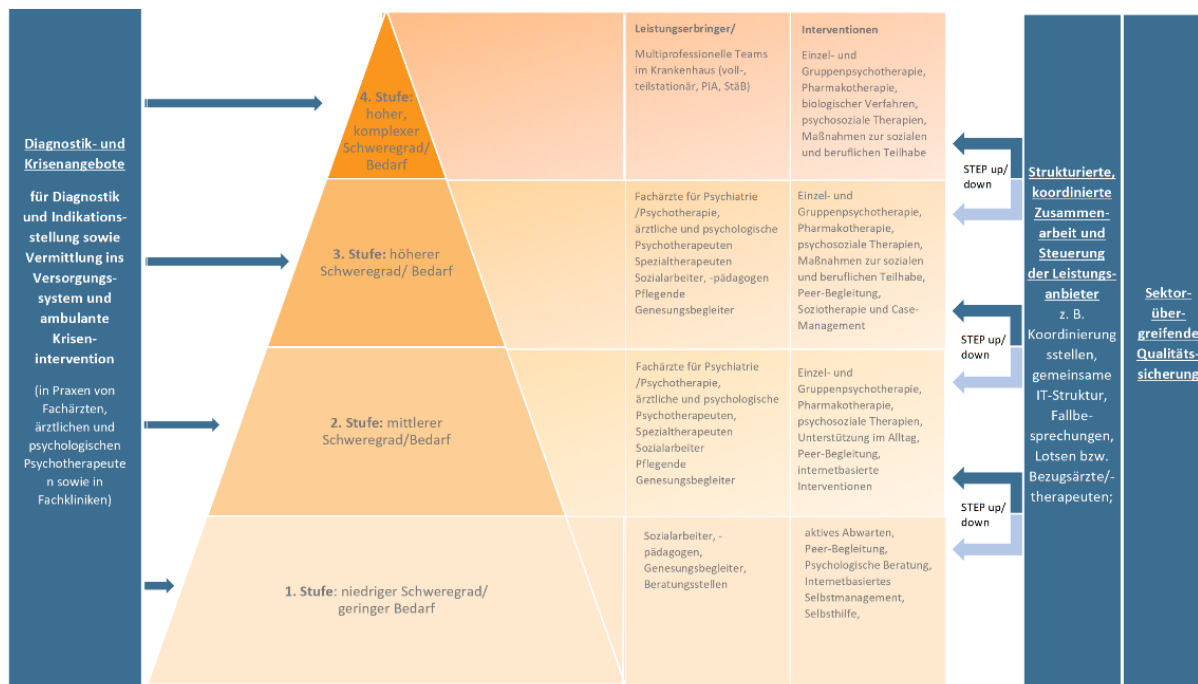 Diagnostik- und
Krisenangebote
für Diagnostik
und Indikations-
stellung sowie
Vermittlung ins
Versorgungs-
system und
ambulante
Krisen-
intervention
(in Praxen von
Fachärzten,
ärztlichen und
psychologischen
Psychotherapeute
n sowie in
Fachkliniken)
4. Stufe:
hoher,
komplexer
Schweregrad/
Bedarf
Leistungserbringer/
Multiprofessionelle Teams
im Krankenhaus (voll-,
teilstationär, PIA, StäB)
Interventionen
Einzel- und
Gruppenpsychotherapie,
Pharmakotherapie,
biologischer Verfahren,
psychosoziale Therapien,
Maßnahmen zur sozialen
und beruflichen Teilhabe
3. Stufe: höherer
Schweregrad/ Bedarf
Fachärzte für Psychiatrie
/Psychotherapie,
ärztliche und psychologische
Psychotherapeuten
Spezialtherapeuten
Sozialarbeiter, -pädagogen
Pflegende
Genesungsbegleiter
Einzel- und
Gruppenpsychotherapie,
Pharmakotherapie,
psychosoziale Therapien,
Maßnahmen zur sozialen
und beruflichen Teilhabe,
Peer-Begleitung,
Soziotherapie und Case-
Management
2. Stufe: mittlerer
Schweregrad/Bedarf
Fachärzte für Psychiatrie
/Psychotherapie,
ärztliche und psychologische
Psychotherapeuten,
Spezialtherapeuten
Sozialarbeiter
Pflegende
Genesungsbegleiter
Einzel- und
Gruppenpsychotherapie,
Pharmakotherapie,
psychosoziale Therapien,
Unterstützung im Alltag,
Peer-Begleitung,
internetbasierte
Interventionen
1. Stufe: niedriger Schweregrad/
geringer Bedarf
Sozialarbeiter, -
pädagogen,
Genesungsbegleiter,
Beratungsstellen
aktives Abwarten,
Peer-Begleitung,
Psychologische Beratung,
Internetbasiertes
Selbstmanagement,
Selbsthilfe,
STEP up/
down
STEP up/
down
STEP up/
down
Strukturierte,
koordinierte
Zusammen-
arbeit und
Steuerung
der Leistungs-
anbieter
z. B.
Koordinierung
sstellen,
gemeinsame
IT-Struktur,
Fallbe-
sprechungen,
Lotsen bzw.
Bezugsärzte/-
therapeuten;
Sektor-
über-
greifende
Qualitäts-
sicherung